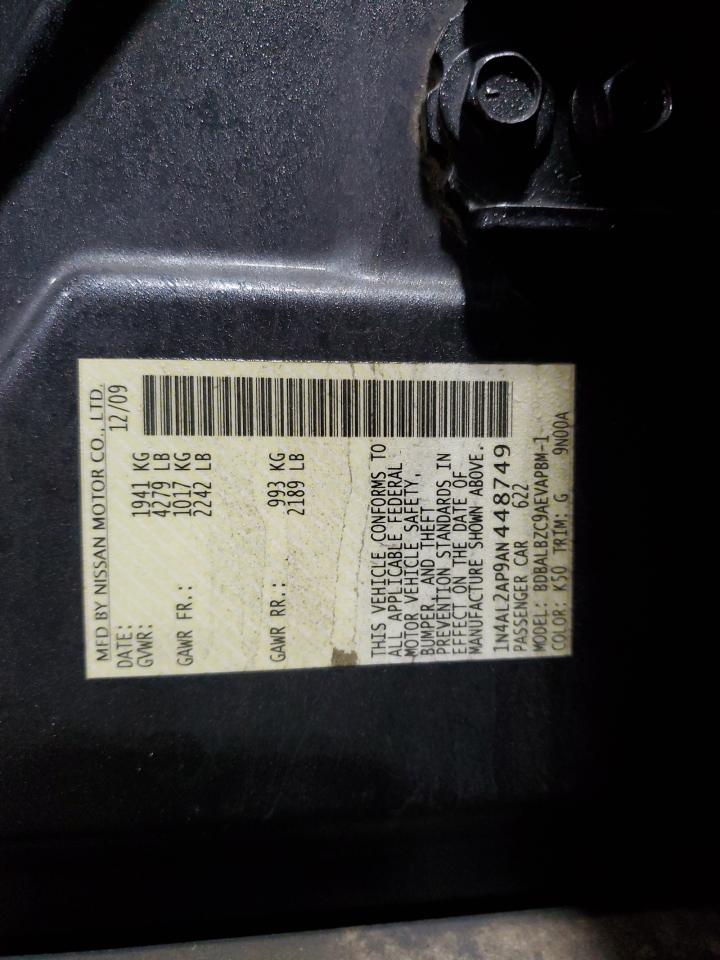 MFD BY NISSAN MOTOR CO., LTD.
DATE: 12/09
GVWR: 1941 KG
4279 LB
GAWR FR.: 1017 KG
2242 LB
GAWR RR.: 993 KG
2189 LB
THIS VEHICLE CONFORMS TO
ALL APPLICABLE FEDERAL
MOTOR VEHICLE SAFETY,
BUMPER, AND THEFT
PREVENTION STANDARDS IN
EFFECT ON THE DATE OF
MANUFACTURE SHOWN ABOVE.
1N4AL2AP9AN448749
PASSENGER CAR 622
MODEL: BDBALBZC9AEVAPBM-1
COLOR: K50 TRIM: G 9N00A